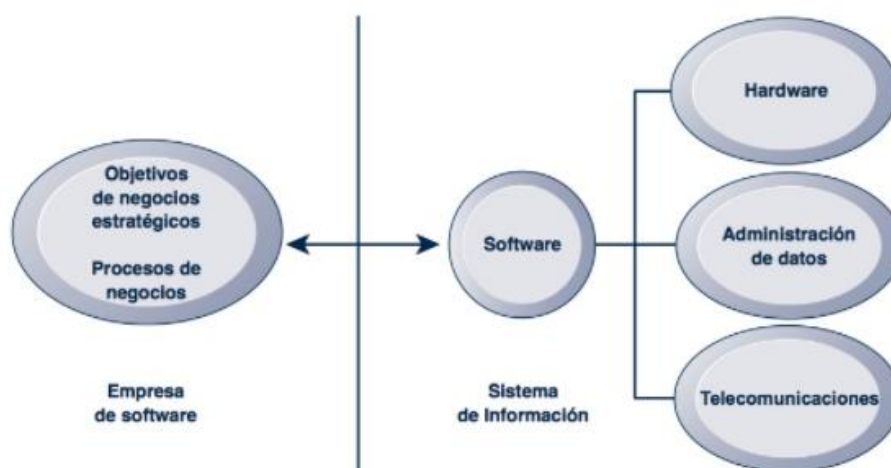 Objetivos
de negocios
estratégicos
Procesos de
negocios
Empresa
de software
Software
Sistema
de Información
Hardware
Administración
de datos
Telecomunicaciones